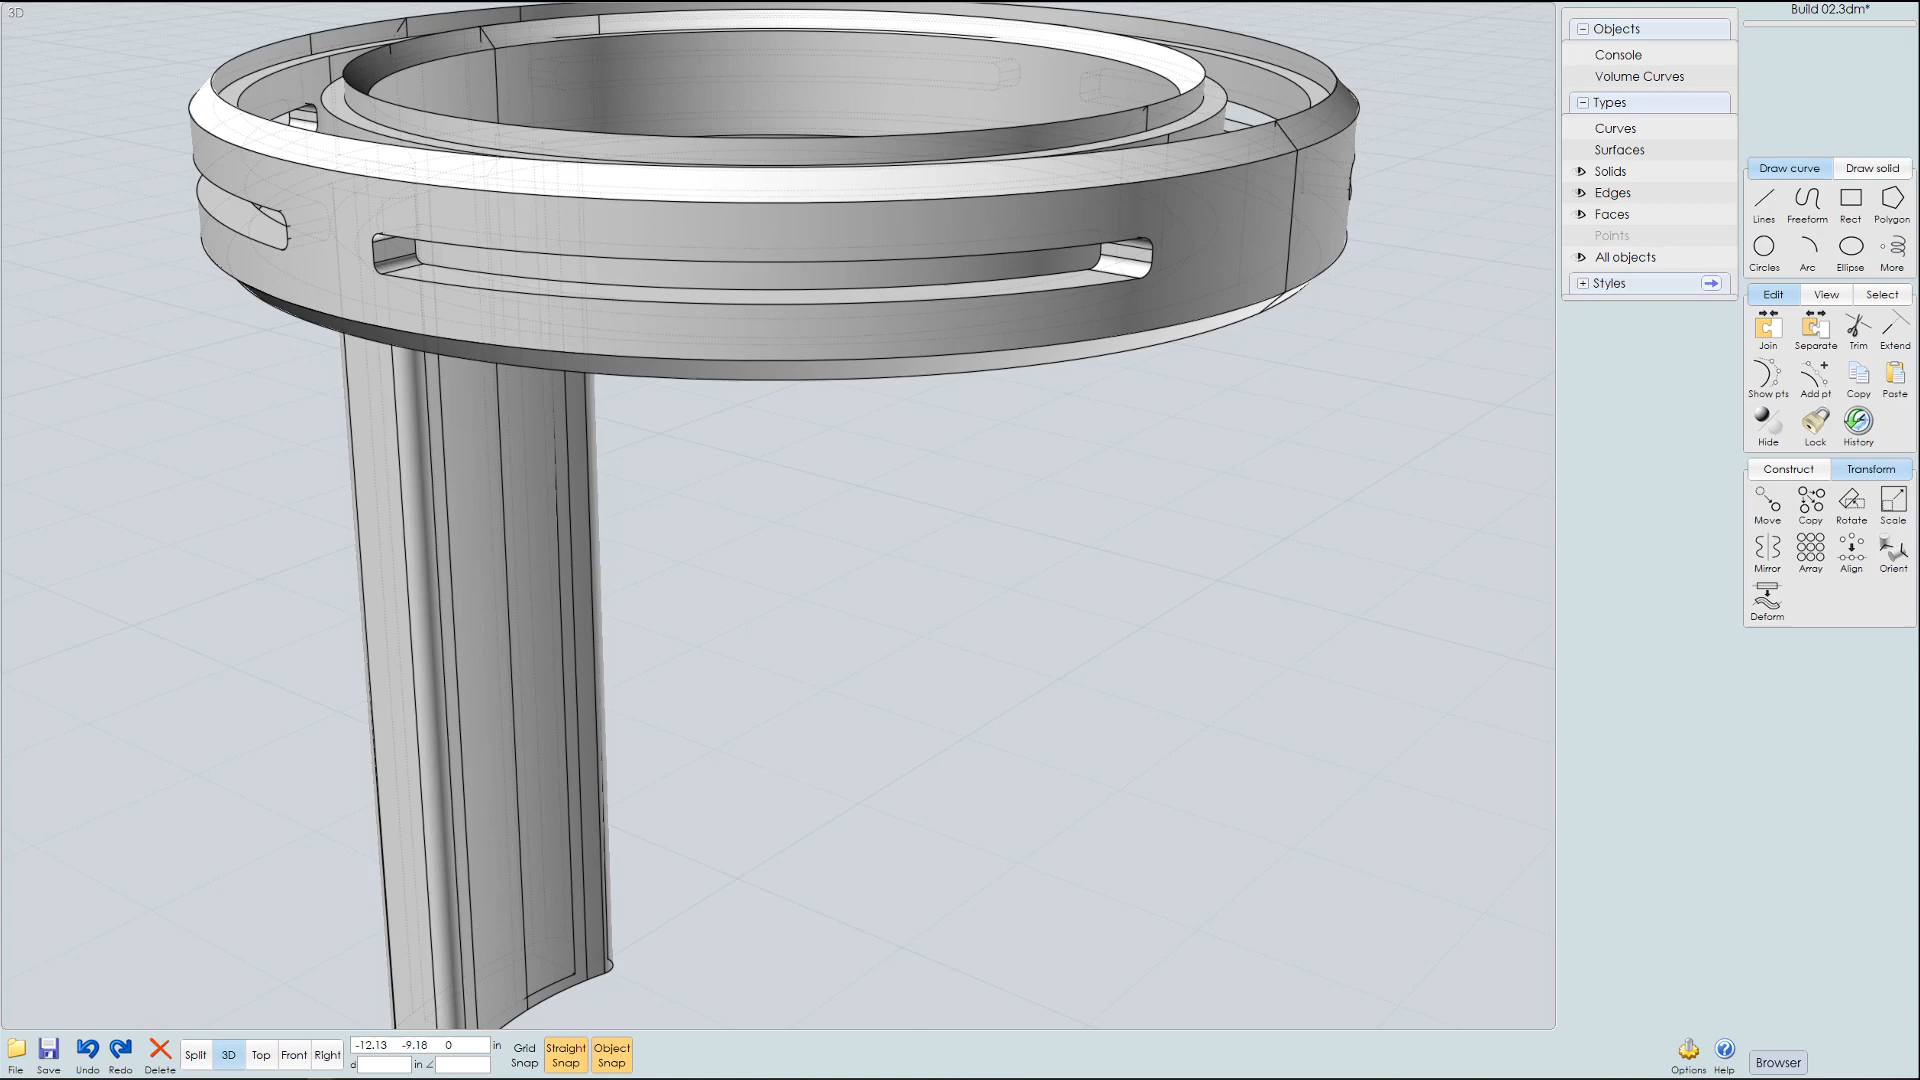 3D
Build 02.3dm*
Objects
Console
Volume Curves
Types
Curves
Surfaces
Solids
Edges
Faces
Points
All objects
Styles
Draw curve Draw solid
Lines Freeform Rect Polygon
Circles Arc Ellipse More
Edit View Select
Join Separate Trim Extend
Show pts Add pt Copy Paste
Hide Lock History
Construct Transform
Move Copy Rotate Scale
Mirror Array Align Orient
Deform
File Save Undo Redo Delete
Split 3D Top Front Right
-12.13 -9.18 0 in
d in ∠
Grid Snap
Straight Snap
Object Snap
Options Help
Browser